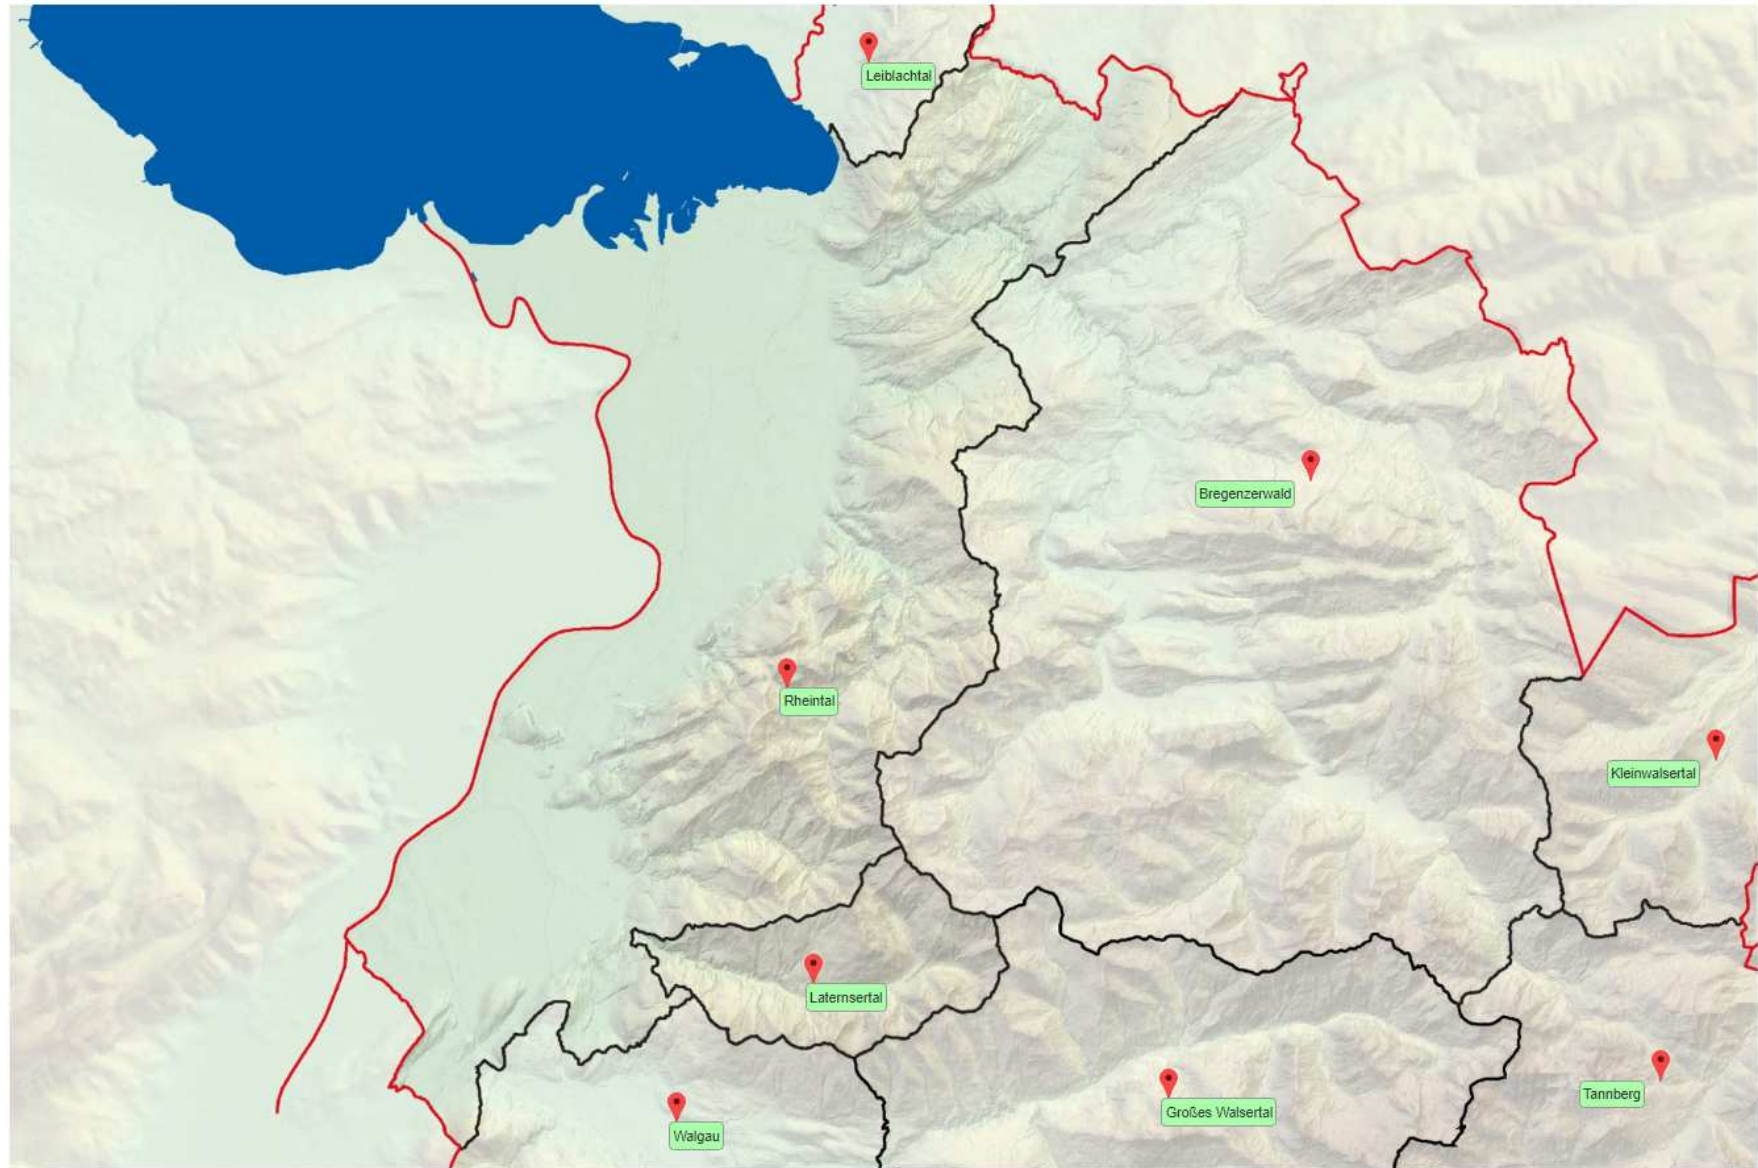 Leiblachtal
Bregenzerwald
Rheintal
Kleinwalsertal
Laternsertal
Tannberg
Großes Walsertal
Walgau